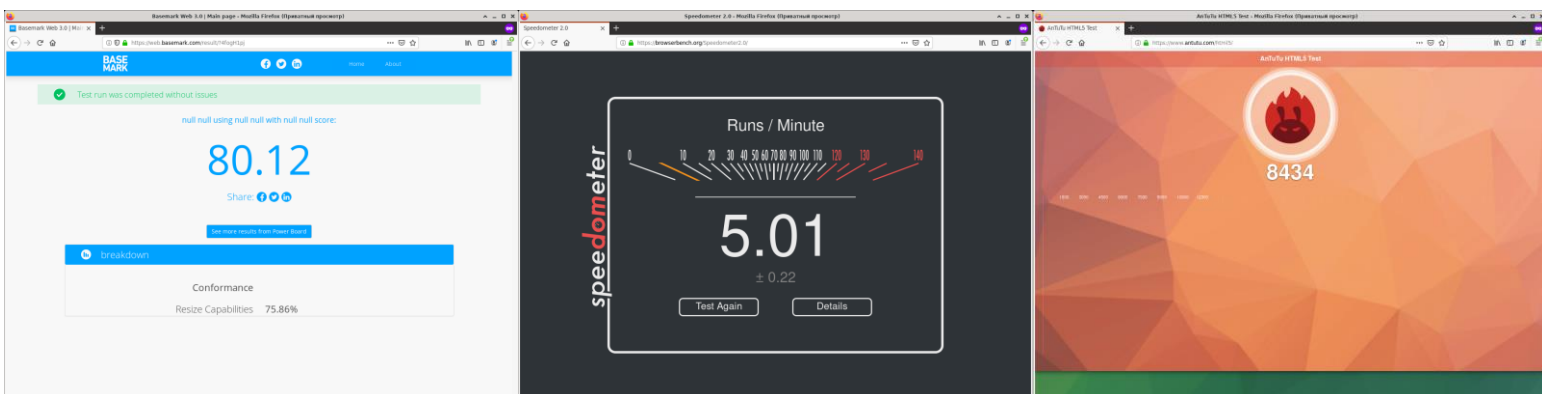 Basemark Web 3.0 | Main page - Mozilla Firefox (Приватный просмотр)
Basemark Web 3.0 | Mai
https://web.basemark.com/result/?4SogH1pj
BASE
MARK
Home
About
Test run was completed without issues
null null using null null with null null score:
80.12
Share:
See more results from Power Board
breakdown
Conformance
Resize Capabilities 75.86%
Speedometer 2.0 - Mozilla Firefox (Приватный просмотр)
Speedometer 2.0
https://browserbench.org/Speedometer2.0/
speedometer
Runs / Minute
0 10 20 30 40 50 60 70 80 90 100 110 120 130 140
5.01
± 0.22
Test Again
Details
AnTuTu HTML5 Test - Mozilla Firefox (Приватный просмотр)
AnTuTu HTML5 Test
https://www.antutu.com/html5/
AnTuTu HTML5 Test
8434